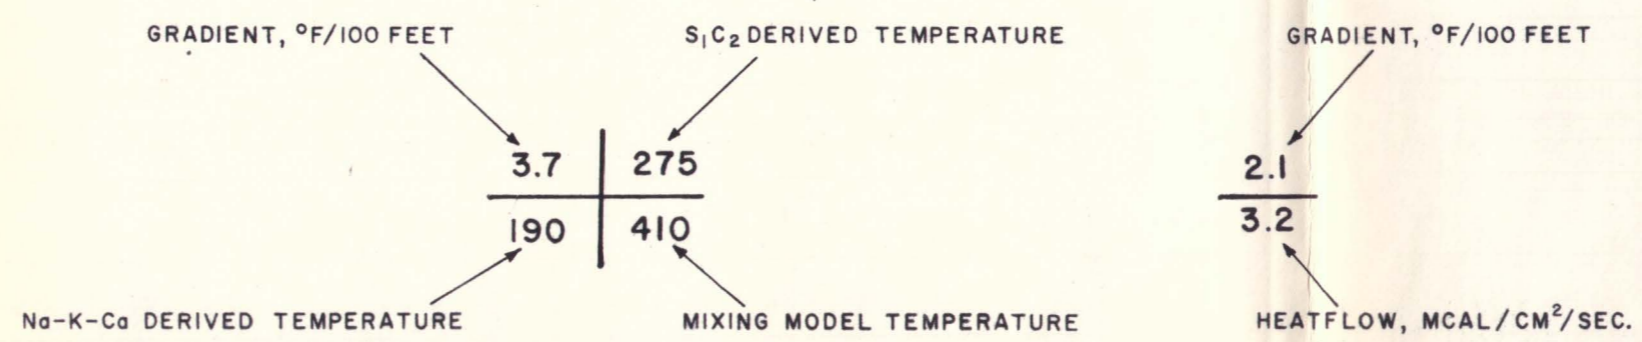 GRADIENT, °F/100 FEET
S₁C₂ DERIVED TEMPERATURE
GRADIENT, °F/100 FEET
3.7
275
2.1
190
410
3.2
Na-K-Ca DERIVED TEMPERATURE
MIXING MODEL TEMPERATURE
HEATFLOW, MCAL/CM²/SEC.